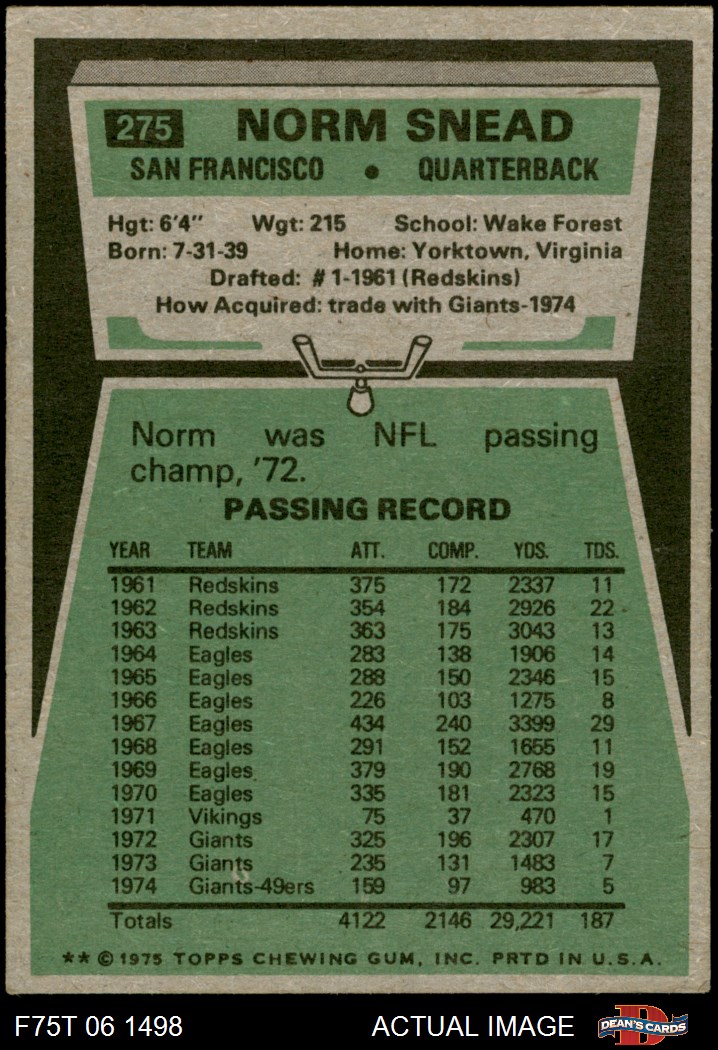 275 NORM SNEAD
SAN FRANCISCO • QUARTERBACK
Hgt: 6'4" Wgt: 215 School: Wake Forest
Born: 7-31-39 Home: Yorktown, Virginia
Drafted: #1-1961 (Redskins)
How Acquired: trade with Giants-1974
Norm was NFL passing
champ, '72.
PASSING RECORD
YEAR TEAM ATT. COMP. YDS. TDS.
1961 Redskins 375 172 2337 11
1962 Redskins 354 184 2926 22
1963 Redskins 363 175 3043 13
1964 Eagles 283 138 1906 14
1965 Eagles 288 150 2346 15
1966 Eagles 226 103 1275 8
1967 Eagles 434 240 3399 29
1968 Eagles 291 152 1655 11
1969 Eagles 379 190 2768 19
1970 Eagles 335 181 2323 15
1971 Vikings 75 37 470 1
1972 Giants 325 196 2307 17
1973 Giants 235 131 1483 7
1974 Giants-49ers 159 97 983 5
Totals 4122 2146 29,221 187
** © 1975 TOPPS CHEWING GUM, INC. PRTD IN U.S.A.
F75T 06 1498 ACTUAL IMAGE D DEAN'S CARDS